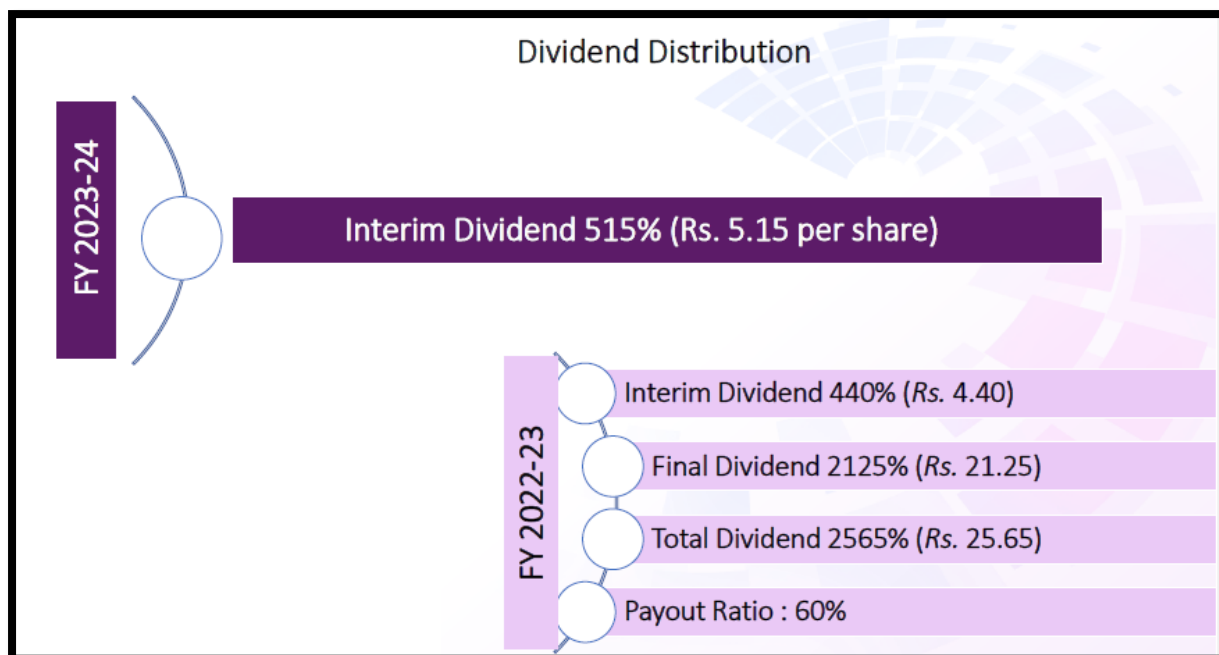 Dividend Distribution
FY 2023-24
Interim Dividend 515% (Rs. 5.15 per share)
FY 2022-23
Interim Dividend 440% (Rs. 4.40)
Final Dividend 2125% (Rs. 21.25)
Total Dividend 2565% (Rs. 25.65)
Payout Ratio : 60%